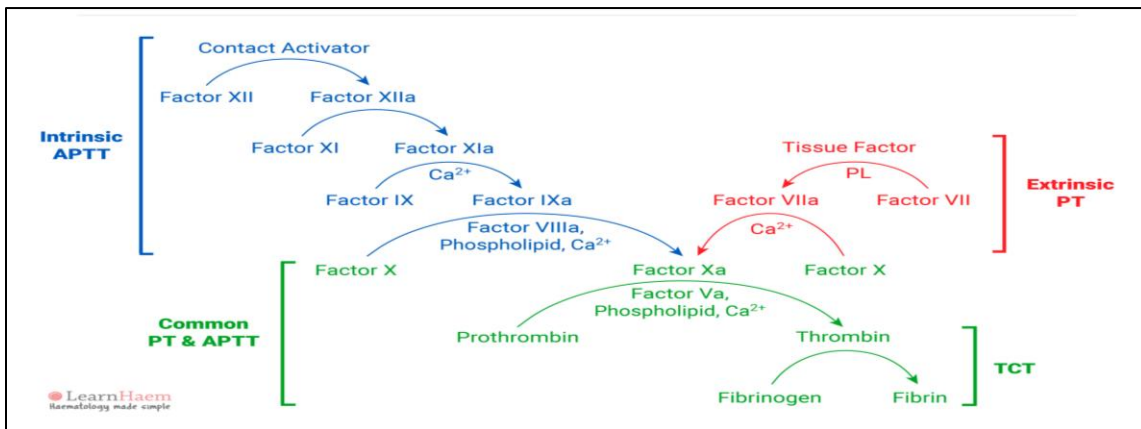 Contact Activator
Factor XII
Factor XIIa
Intrinsic
APTT
Factor XI
Factor XIa
Ca²⁺
Factor IX
Factor IXa
Factor VIIIa,
Phospholipid, Ca²⁺
Tissue Factor
PL
Factor VIIa
Factor VII
Ca²⁺
Extrinsic
PT
Factor X
Factor Xa
Factor X
Factor Va,
Phospholipid, Ca²⁺
Common
PT & APTT
Prothrombin
Thrombin
TCT
Fibrinogen
Fibrin
LearnHaem
Haematology made simple